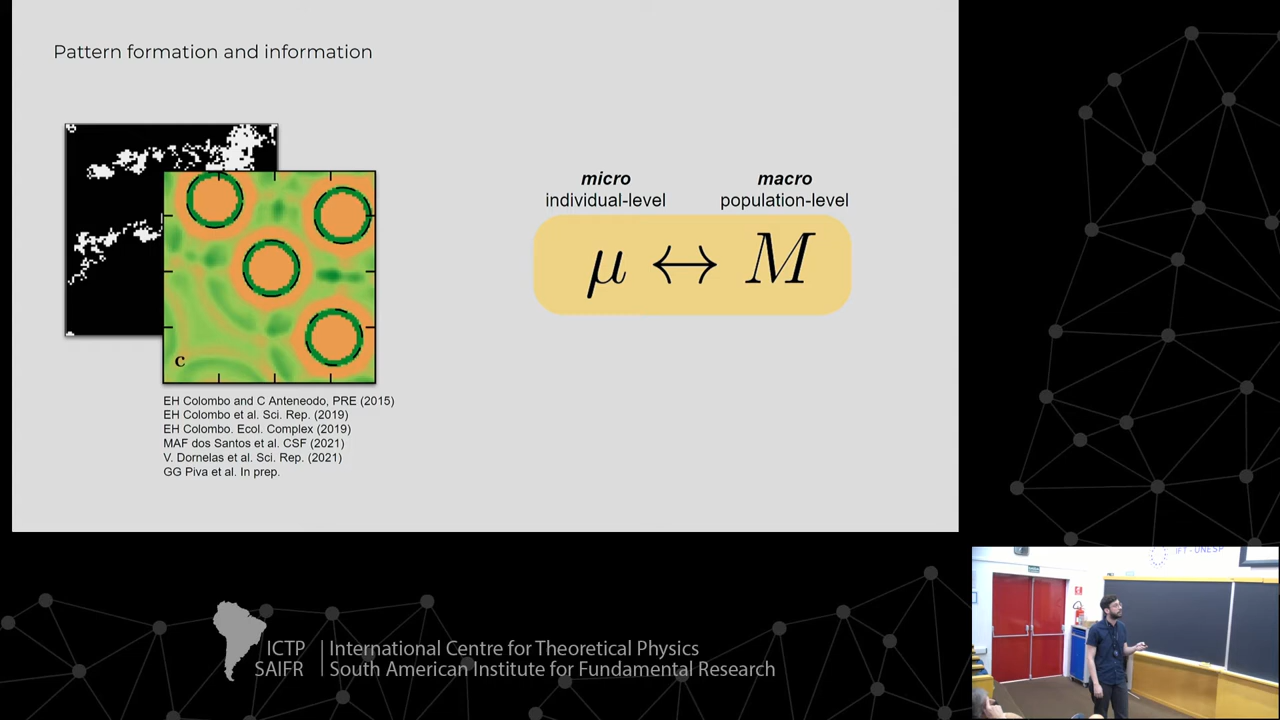 Pattern formation and information
C
EH Colombo and C Anteneodo, PRE (2015)
EH Colombo et al. Sci. Rep. (2019)
EH Colombo. Ecol. Complex (2019)
MAF dos Santos et al. CSF (2021)
V. Dornelas et al. Sci. Rep. (2021)
GG Piva et al. In prep.
micro
individual-level
macro
population-level
μ ↔ M
IFT - UNESP
ICTP
SAIFR
International Centre for Theoretical Physics
South American Institute for Fundamental Research